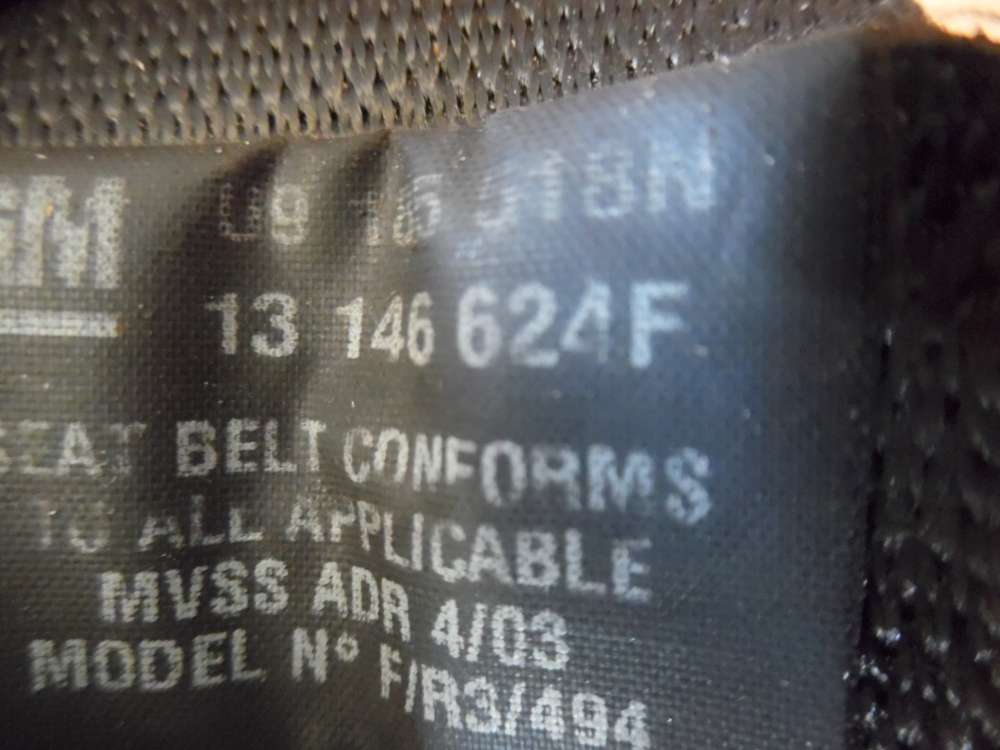 GM
13 146 624F
SEAT BELT CONFORMS
TO ALL APPLICABLE
MVSS ADR 4/03
MODEL N° F/R3/494